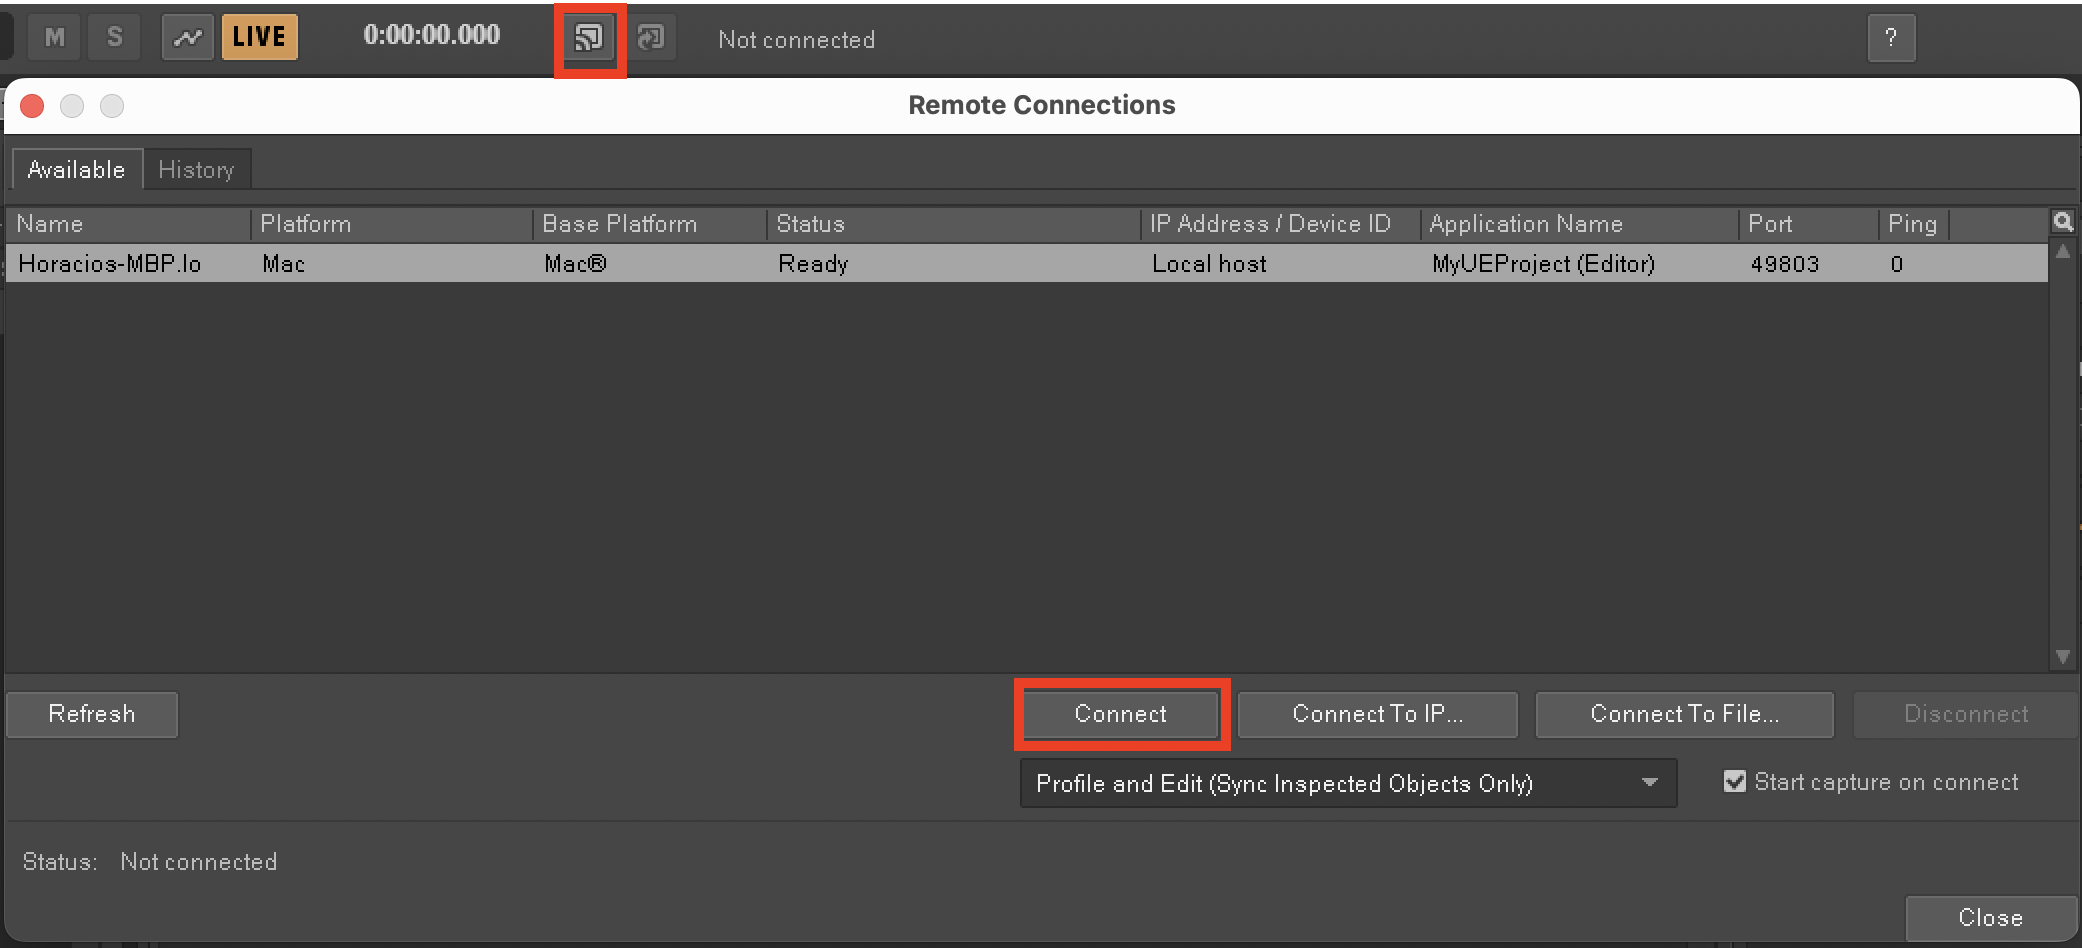 M S LIVE 0:00:00.000 Not connected ?
Remote Connections
Available History
Name Platform Base Platform Status IP Address / Device ID Application Name Port Ping
Horacios-MBP.lo Mac Mac® Ready Local host MyUEProject (Editor) 49803 0
Refresh Connect Connect To IP... Connect To File... Disconnect
Profile and Edit (Sync Inspected Objects Only) Start capture on connect
Status: Not connected
Close